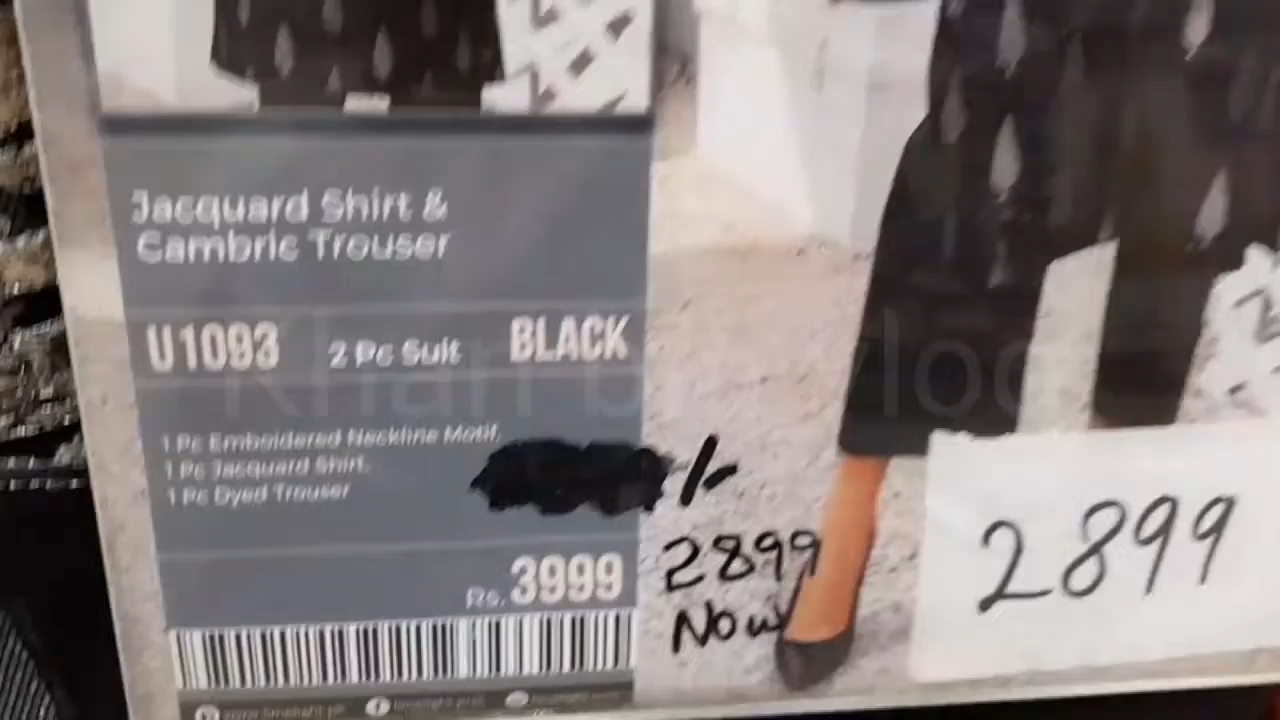 Jacquard Shirt &
Cambric Trouser
U1093 2 Pc Suit BLACK
1 Pc Emboidered Neckline Motif,
1 Pc Jacquard Shirt,
1 Pc Dyed Trouser
/-
Rs. 3999
2899
Now
2899